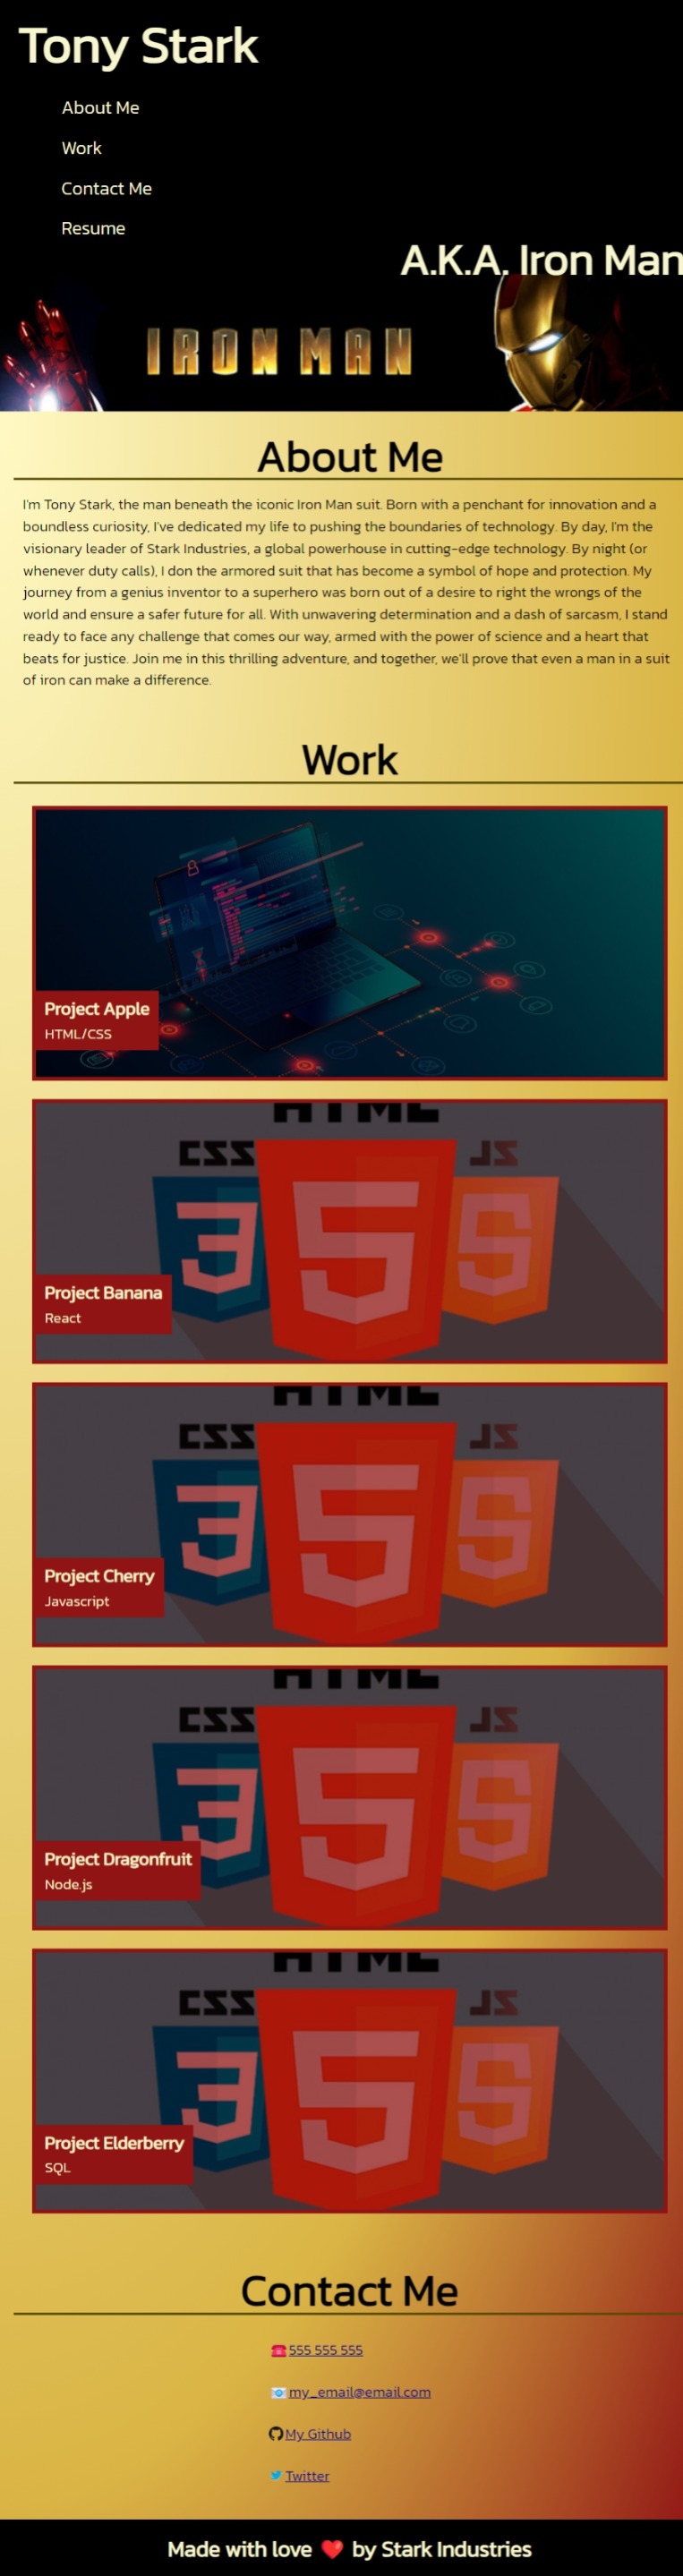 Tony Stark
About Me
Work
Contact Me
Resume
A.K.A. Iron Man
IRON MAN
About Me
I'm Tony Stark, the man beneath the iconic Iron Man suit. Born with a penchant for innovation and a
boundless curiosity, I've dedicated my life to pushing the boundaries of technology. By day, I'm the
visionary leader of Stark Industries, a global powerhouse in cutting-edge technology. By night (or
whenever duty calls), I don the armored suit that has become a symbol of hope and protection. My
journey from a genius inventor to a superhero was born out of a desire to right the wrongs of the
world and ensure a safer future for all. With unwavering determination and a dash of sarcasm, I stand
ready to face any challenge that comes our way, armed with the power of science and a heart that
beats for justice. Join me in this thrilling adventure, and together, we'll prove that even a man in a suit
of iron can make a difference.
Work
Project Apple
HTML/CSS
HTML
CSS JS
3 5 S
Project Banana
React
HTML
CSS JS
3 5 S
Project Cherry
Javascript
HTML
CSS JS
3 5 S
Project Dragonfruit
Node.js
HTML
CSS JS
3 5 S
Project Elderberry
SQL
Contact Me
☎️555 555 555
📧my_email@email.com
My Github
Twitter
Made with love ❤️ by Stark Industries